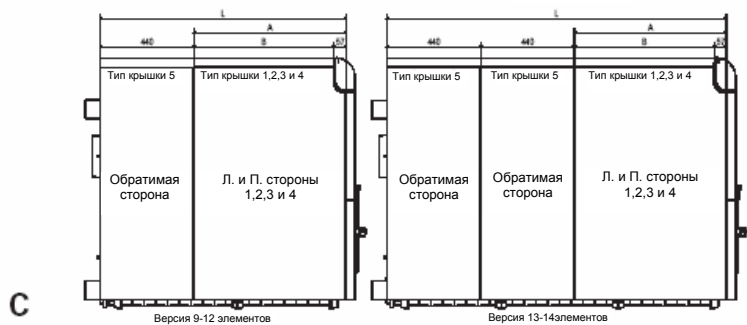 L
L
A
A
440
B
57
440
440
B
57
Тип крышки 5
Тип крышки 1,2,3 и 4
Тип крышки 5
Тип крышки 5
Тип крышки 1,2,3 и 4
Обратимая
сторона
Л. и П. стороны
1,2,3 и 4
Обратимая
сторона
Обратимая
сторона
Л. и П. стороны
1,2,3 и 4
C
Версия 9-12 элементов
Версия 13-14элементов